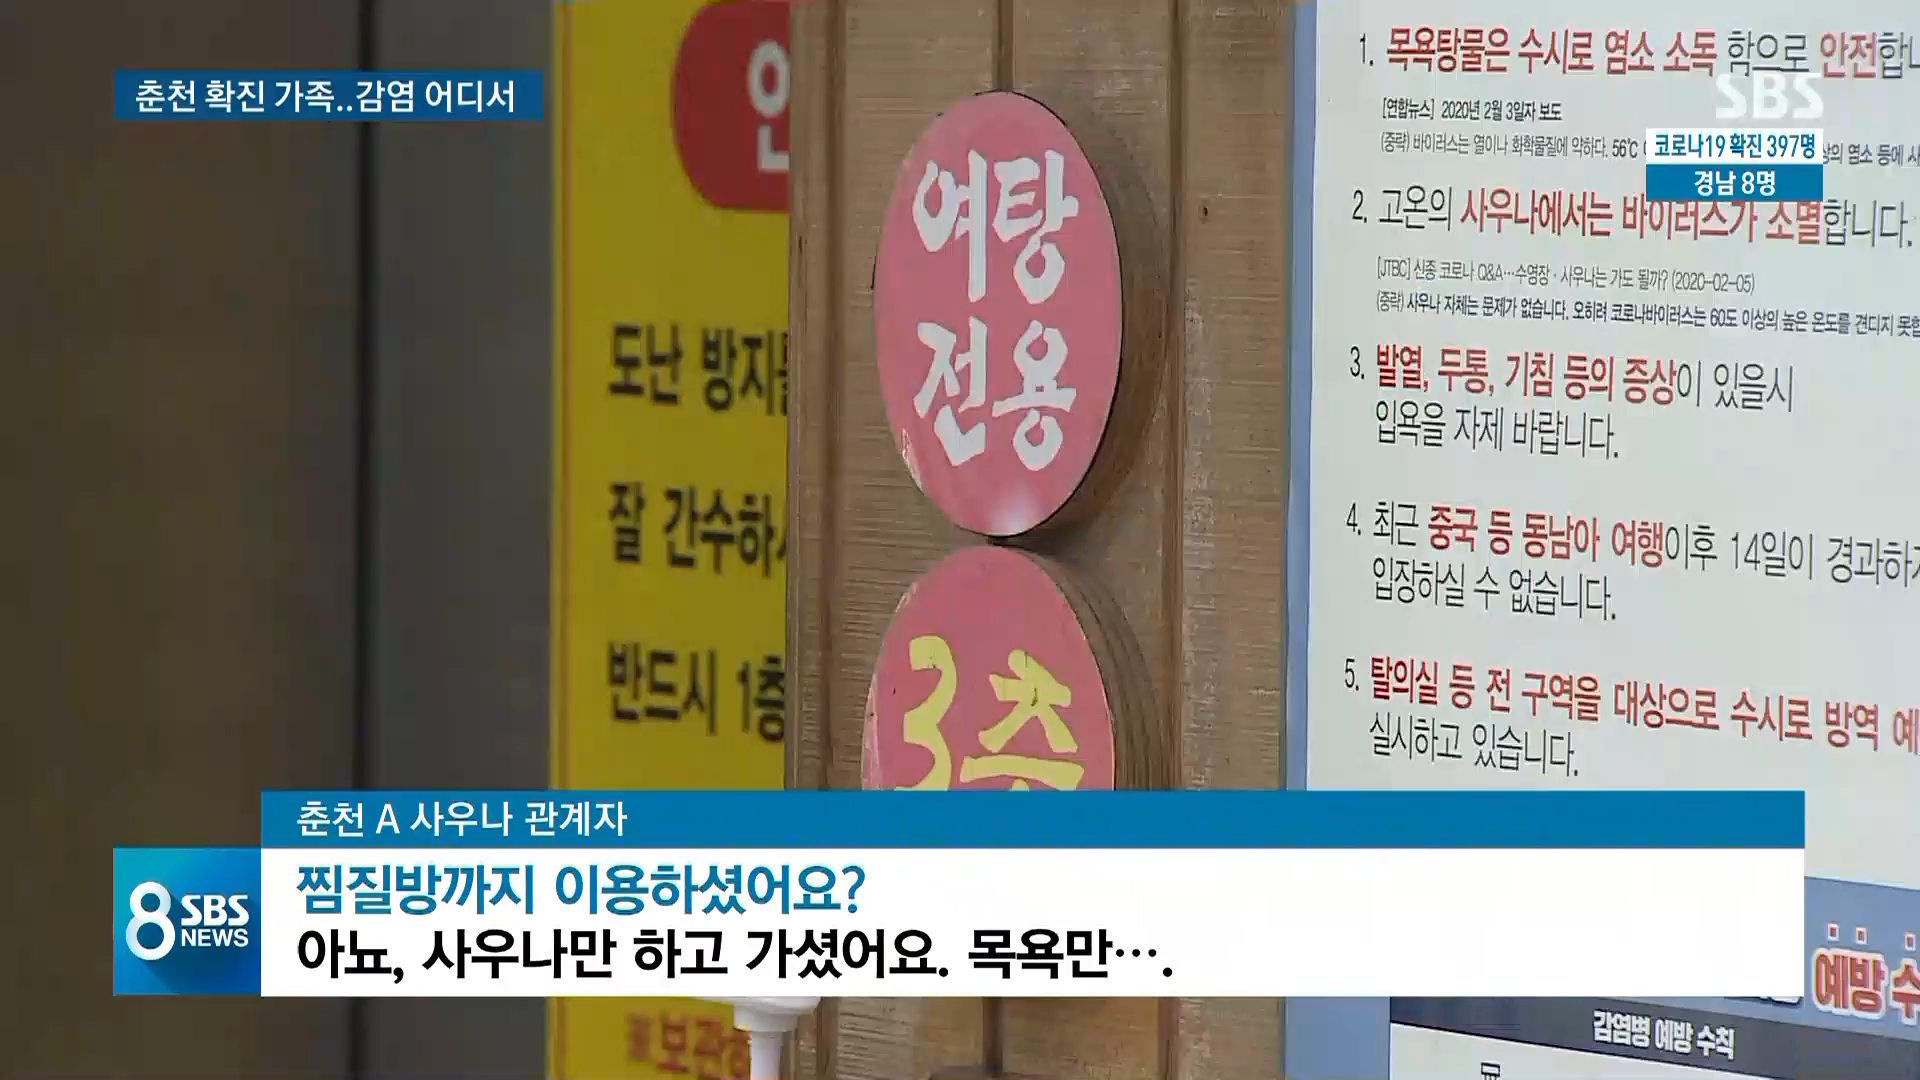 춘천 확진 가족..감염 어디서
SBS
코로나19 확진 397명
경남 8명
도난 방지를
잘 간수하
반드시 1층
여탕
전용
3층
1. 목욕탕물은 수시로 염소 소독 함으로 안전합니
[연합뉴스] 2020년 2월 3일자 보도
(중략) 바이러스는 열이나 화학물질에 약하다. 56℃
상의 염소 등에
2. 고온의 사우나에서는 바이러스가 소멸합니다.
[JTBC] 신종 코로나 Q&A…수영장·사우나는 가도 될까? (2020-02-05)
(중략) 사우나 자체는 문제가 없습니다. 오히려 코로나바이러스는 60도 이상의 높은 온도를 견디지 못합
3. 발열, 두통, 기침 등의 증상이 있을시
입욕을 자제 바랍니다.
4. 최근 중국 등 동남아 여행이후 14일이 경과하지
입장하실 수 없습니다.
5. 탈의실 등 전 구역을 대상으로 수시로 방역 예
실시하고 있습니다.
춘천 A 사우나 관계자
8 SBS NEWS
찜질방까지 이용하셨어요?
아뇨, 사우나만 하고 가셨어요. 목욕만….
※보관하
예방 수
감염병 예방 수칙